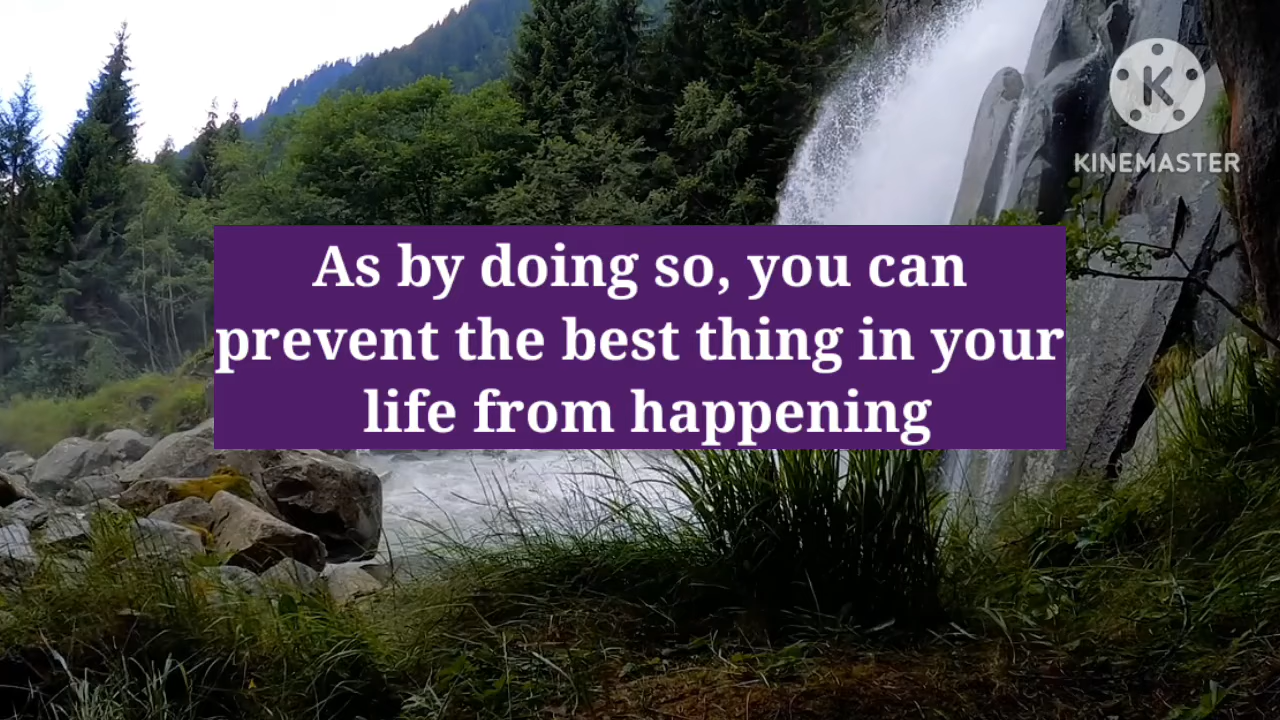 KINEMASTER
As by doing so, you can
prevent the best thing in your
life from happening